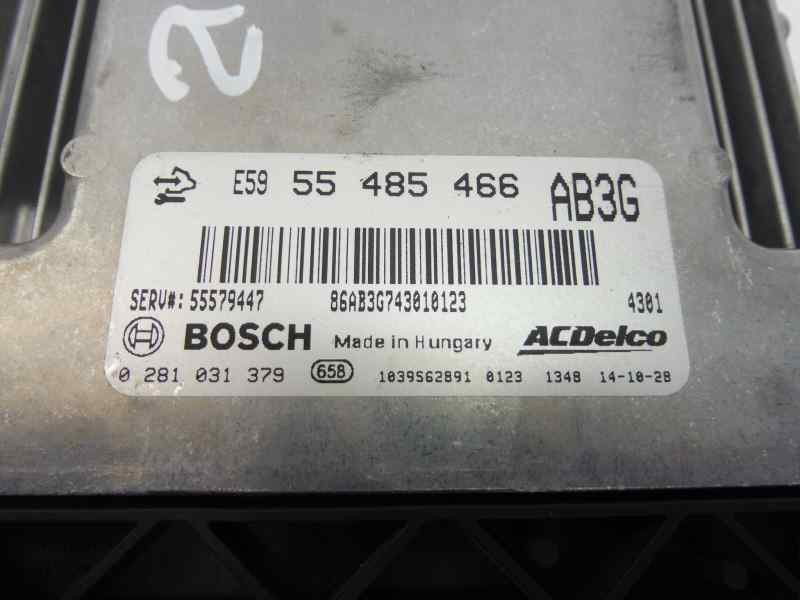 2
E59 55 485 466 AB3G
SERV#: 55579447 86AB3G743010123 4301
BOSCH Made in Hungary ACDelco
0 281 031 379 658 1039S62891 0123 1348 14-10-28